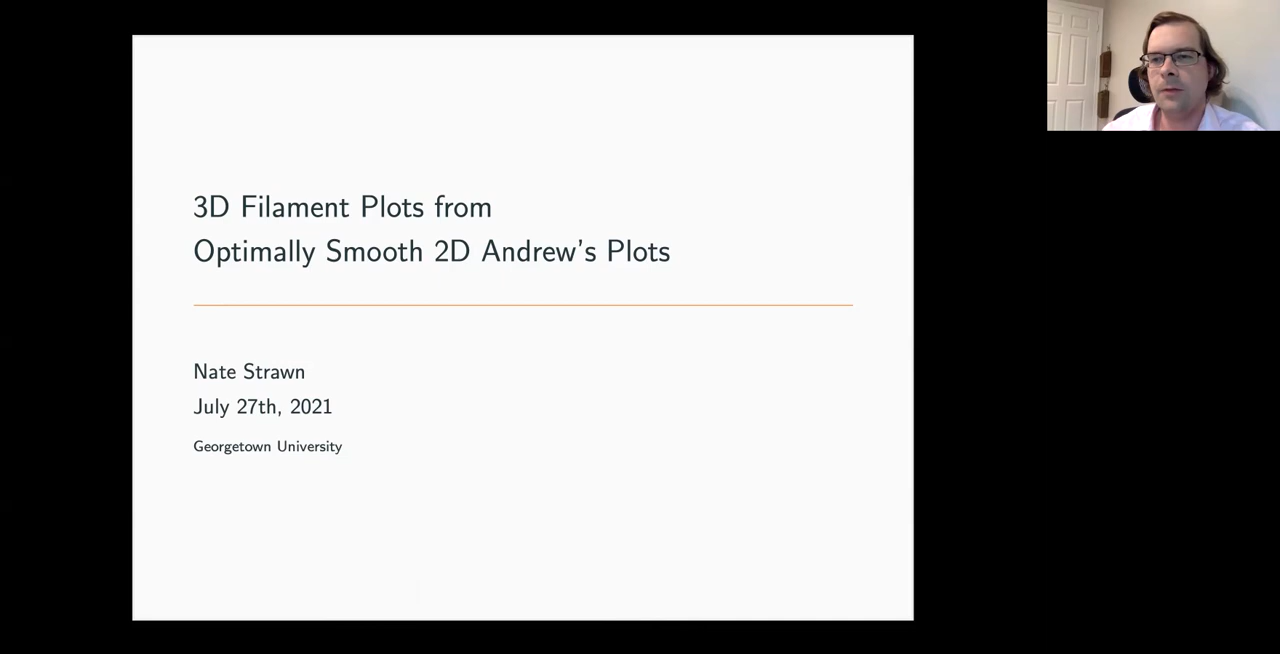 3D Filament Plots from
Optimally Smooth 2D Andrew's Plots
Nate Strawn
July 27th, 2021
Georgetown University